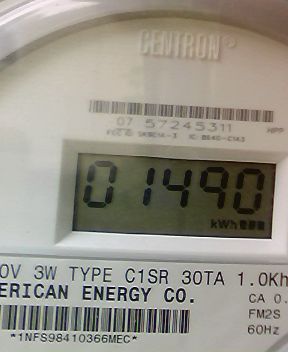 CENTRON®
07 57245311
HPP
01490
kWh
0V 3W TYPE C1SR 30TA 1.0Kh
ERICAN ENERGY CO.
CA 0.
FM2S
60Hz
*1NFS98410366MEC*